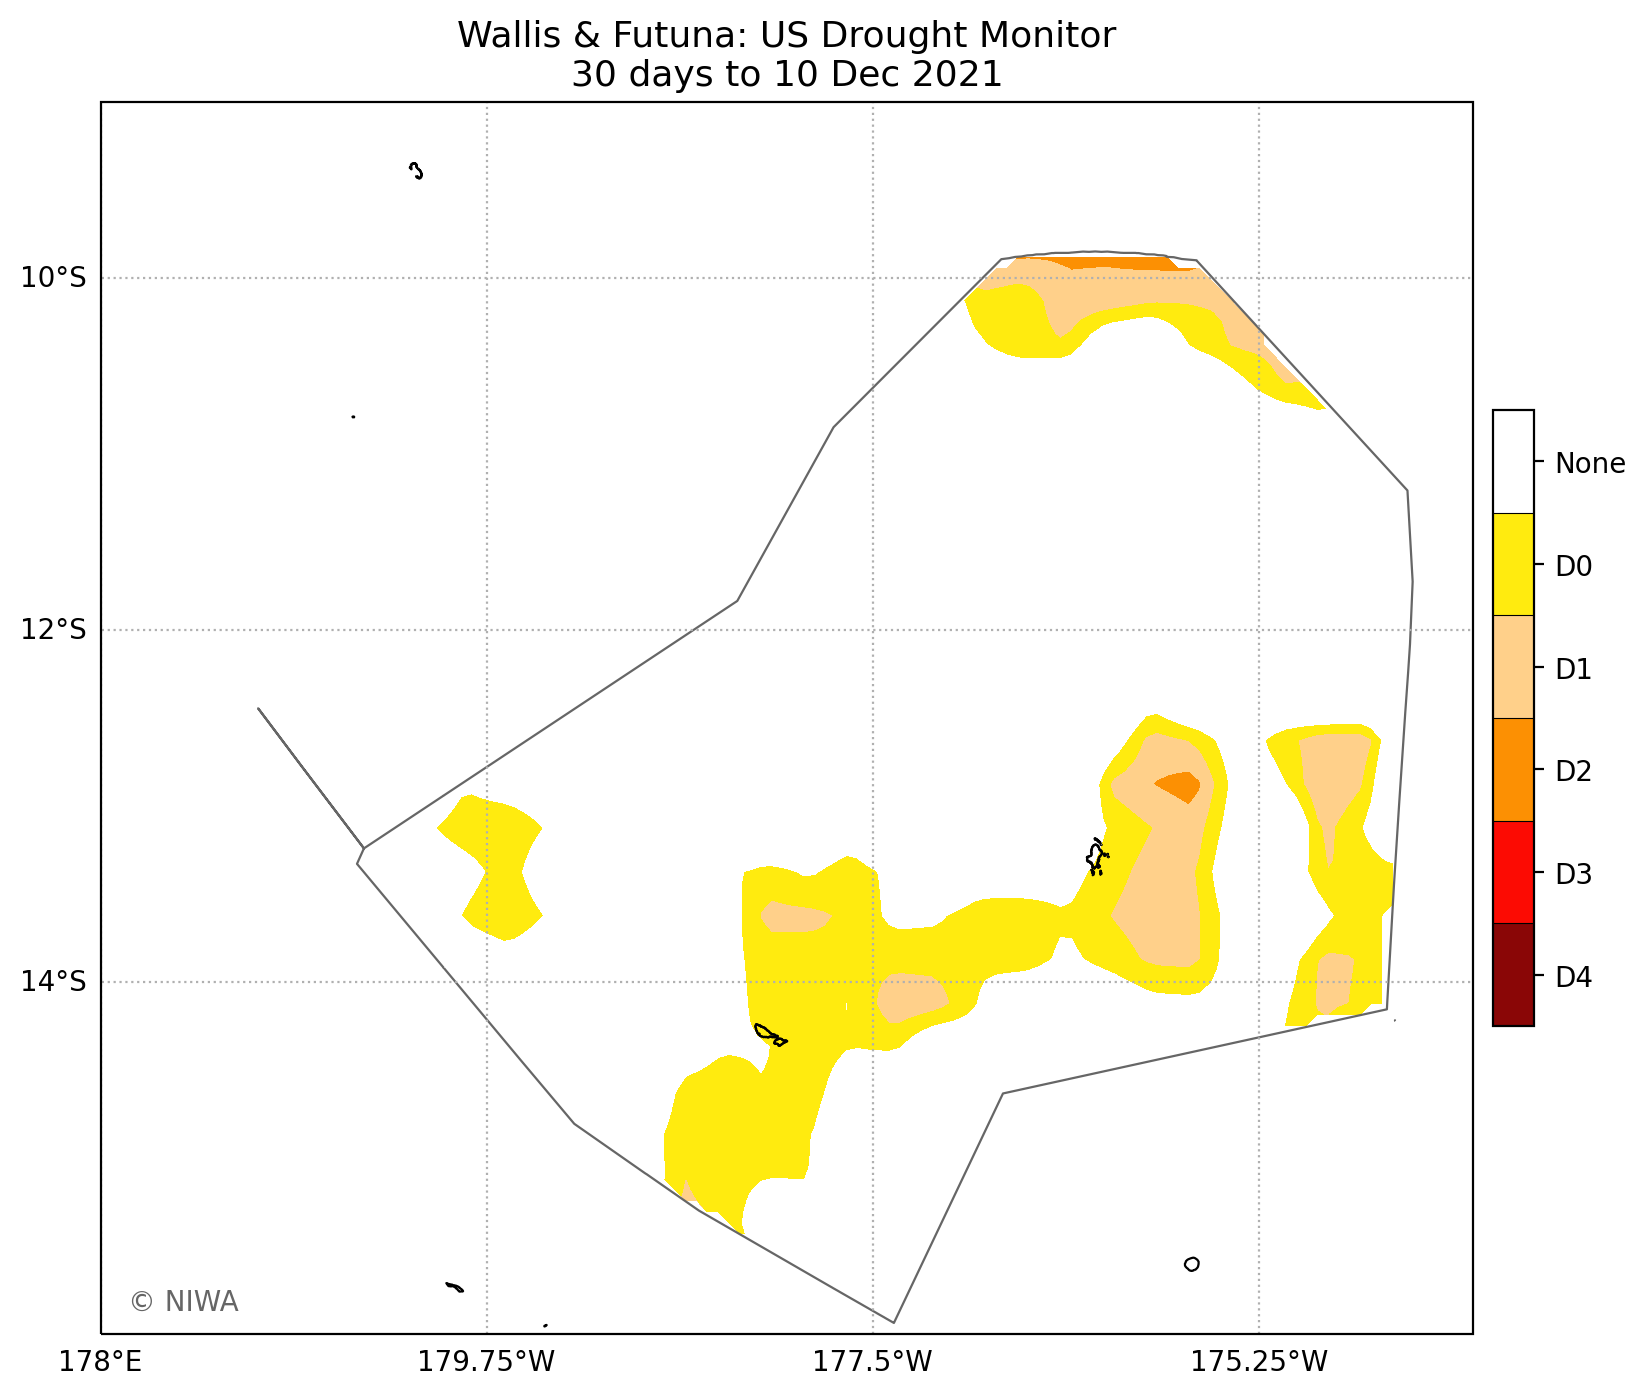 Wallis & Futuna: US Drought Monitor
30 days to 10 Dec 2021
10°S
12°S
14°S
178°E
179.75°W
177.5°W
175.25°W
None
D0
D1
D2
D3
D4
© NIWA